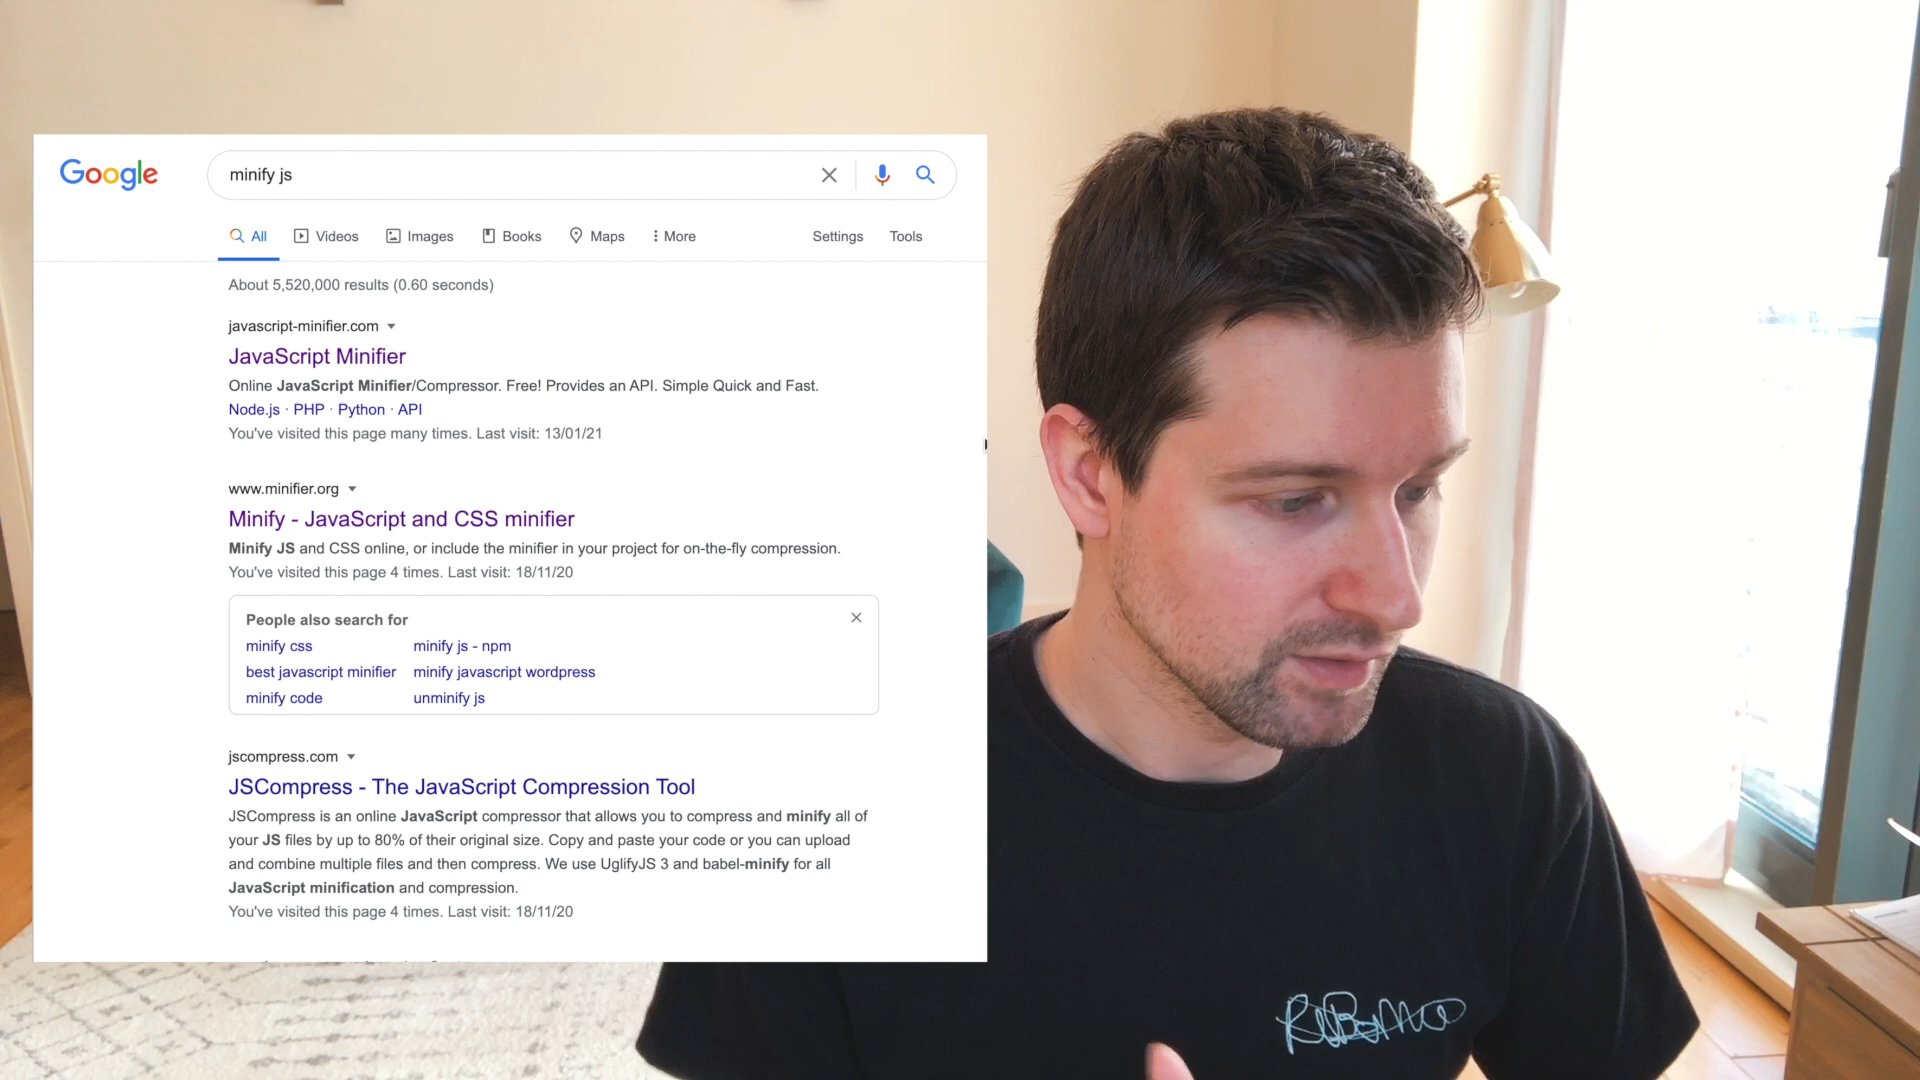 Google
minify js
All Videos Images Books Maps More Settings Tools
About 5,520,000 results (0.60 seconds)
javascript-minifier.com
JavaScript Minifier
Online JavaScript Minifier/Compressor. Free! Provides an API. Simple Quick and Fast.
Node.js · PHP · Python · API
You've visited this page many times. Last visit: 13/01/21
www.minifier.org
Minify - JavaScript and CSS minifier
Minify JS and CSS online, or include the minifier in your project for on-the-fly compression.
You've visited this page 4 times. Last visit: 18/11/20
People also search for
minify css minify js - npm
best javascript minifier minify javascript wordpress
minify code unminify js
jscompress.com
JSCompress - The JavaScript Compression Tool
JSCompress is an online JavaScript compressor that allows you to compress and minify all of
your JS files by up to 80% of their original size. Copy and paste your code or you can upload
and combine multiple files and then compress. We use UglifyJS 3 and babel-minify for all
JavaScript minification and compression.
You've visited this page 4 times. Last visit: 18/11/20